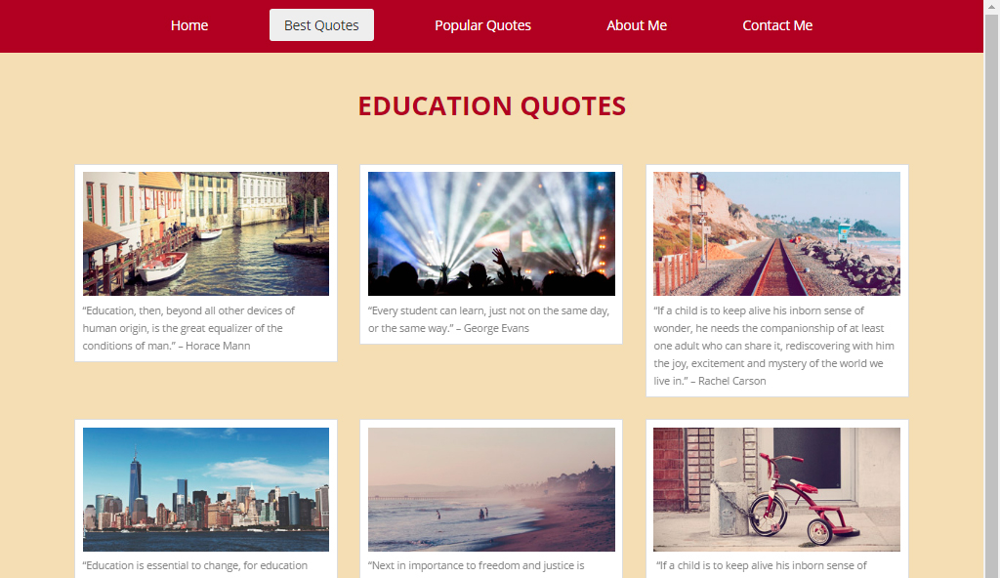 Home Best Quotes Popular Quotes About Me Contact Me
EDUCATION QUOTES
“Education, then, beyond all other devices of
human origin, is the great equalizer of the
conditions of man.” – Horace Mann
“Every student can learn, just not on the same day,
or the same way.” – George Evans
“If a child is to keep alive his inborn sense of
wonder, he needs the companionship of at least
one adult who can share it, rediscovering with him
the joy, excitement and mystery of the world we
live in.” – Rachel Carson
“Education is essential to change, for education
“Next in importance to freedom and justice is
“If a child is to keep alive his inborn sense of